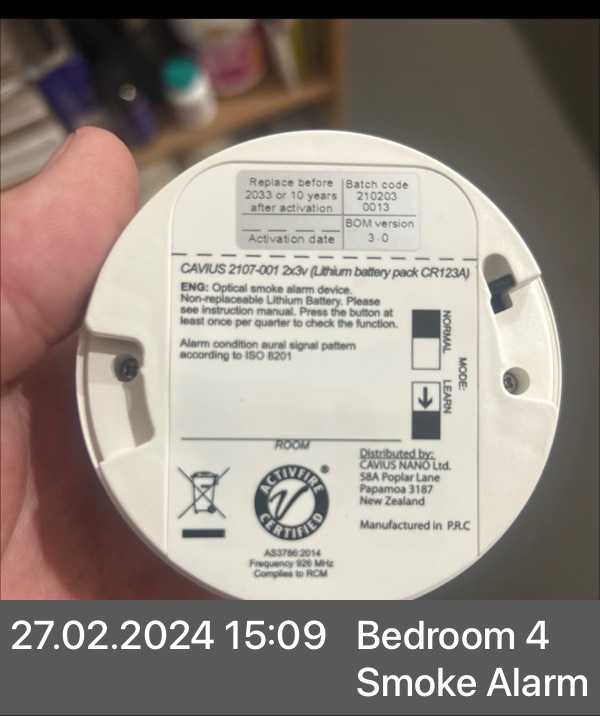 Replace before
2033 or 10 years
after activation
Activation date
Batch code
210203
0013
BOM version
3.0
CAVIUS 2107-001 2x3v (Lithium battery pack CR123A)
ENG: Optical smoke alarm device.
Non-replaceable Lithium Battery. Please
see instruction manual. Press the button at
least once per quarter to check the function.
Alarm condition aural signal pattern
according to ISO 8201
NORMAL
MODE:
LEARN
ROOM
ACTIVFIRE
®
CERTIFIED
AS3786:2014
Frequency 926 MHz
Complies to RCM
Distributed by:
CAVIUS NANO Ltd.
58A Poplar Lane
Papamoa 3187
New Zealand
Manufactured in P.R.C
27.02.2024 15:09
Bedroom 4
Smoke Alarm